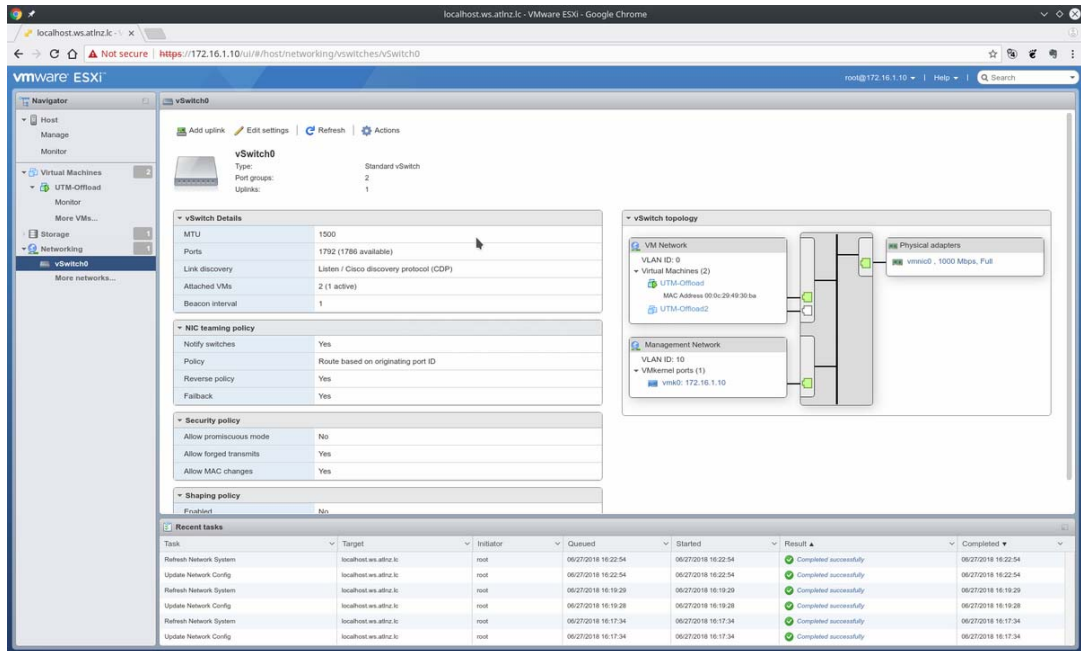 localhost.ws.atlnz.lc - VMware ESXi - Google Chrome
localhost.ws.atlnz.lc - V
Not secure | https://172.16.1.10/ui/#/host/networking/vswitches/vSwitch0
vmware ESXi
root@172.16.1.10 | Help | Search
Navigator
Host
Manage
Monitor
Virtual Machines 2
UTM-Offload
Monitor
More VMs...
Storage 1
Networking 1
vSwitch0
More networks...
vSwitch0
Add uplink Edit settings | Refresh | Actions
vSwitch0
Type: Standard vSwitch
Port groups: 2
Uplinks: 1
vSwitch Details
MTU 1500
Ports 1792 (1786 available)
Link discovery Listen / Cisco discovery protocol (CDP)
Attached VMs 2 (1 active)
Beacon interval 1
NIC teaming policy
Notify switches Yes
Policy Route based on originating port ID
Reverse policy Yes
Failback Yes
Security policy
Allow promiscuous mode No
Allow forged transmits Yes
Allow MAC changes Yes
Shaping policy
Enabled No
vSwitch topology
VM Network
VLAN ID: 0
Virtual Machines (2)
UTM-Offload
MAC Address 00:0c:29:49:30:ba
UTM-Offload2
Management Network
VLAN ID: 10
VMkernel ports (1)
vmk0: 172.16.1.10
Physical adapters
vmnic0 , 1000 Mbps, Full
Recent tasks
Task Target Initiator Queued Started Result Completed
Refresh Network System localhost.ws.atlnz.lc root 06/27/2018 16:22:54 06/27/2018 16:22:54 Completed successfully 06/27/2018 16:22:54
Update Network Config localhost.ws.atlnz.lc root 06/27/2018 16:22:54 06/27/2018 16:22:54 Completed successfully 06/27/2018 16:22:54
Refresh Network System localhost.ws.atlnz.lc root 06/27/2018 16:19:29 06/27/2018 16:19:29 Completed successfully 06/27/2018 16:19:29
Update Network Config localhost.ws.atlnz.lc root 06/27/2018 16:19:28 06/27/2018 16:19:28 Completed successfully 06/27/2018 16:19:28
Refresh Network System localhost.ws.atlnz.lc root 06/27/2018 16:17:34 06/27/2018 16:17:34 Completed successfully 06/27/2018 16:17:34
Update Network Config localhost.ws.atlnz.lc root 06/27/2018 16:17:34 06/27/2018 16:17:34 Completed successfully 06/27/2018 16:17:34